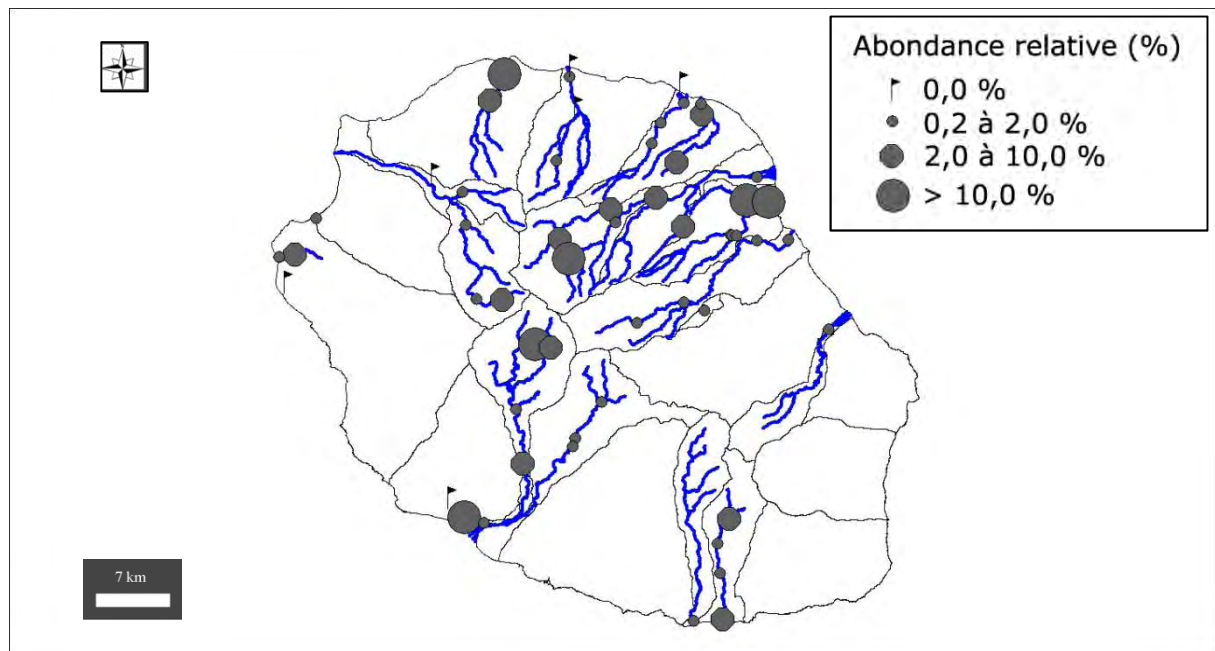 Abondance relative (%)
0,0 %
0,2 à 2,0 %
2,0 à 10,0 %
> 10,0 %
7 km